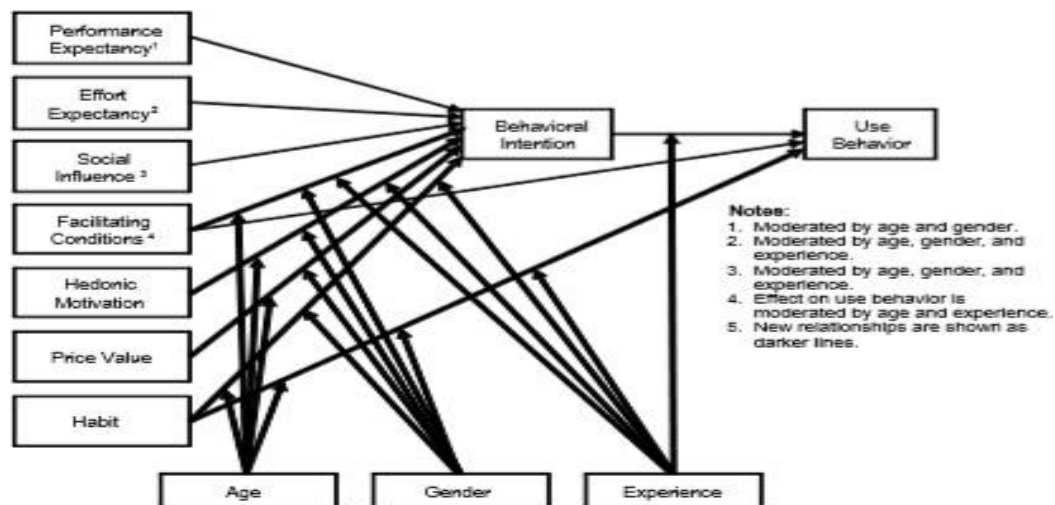 Performance
Expectancy¹
Effort
Expectancy²
Social
Influence ³
Facilitating
Conditions ⁴
Hedonic
Motivation
Price Value
Habit
Behavioral
Intention
Use
Behavior
Notes:
1. Moderated by age and gender.
2. Moderated by age, gender, and
experience.
3. Moderated by age, gender, and
experience.
4. Effect on use behavior is
moderated by age and experience.
5. New relationships are shown as
darker lines.
Age
Gender
Experience